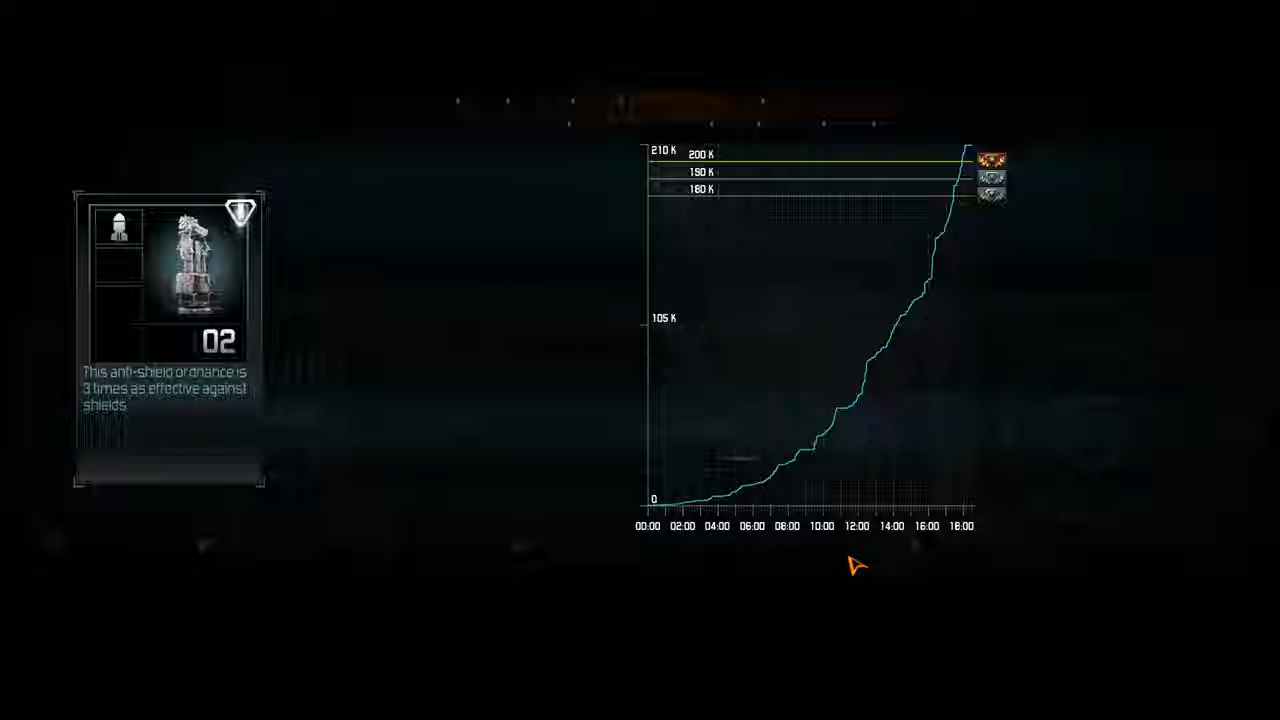 02
This anti-shield ordnance is
3 times as effective against
shields.
210 K
200 K
190 K
180 K
105 K
0
00:00 02:00 04:00 06:00 08:00 10:00 12:00 14:00 16:00 18:00